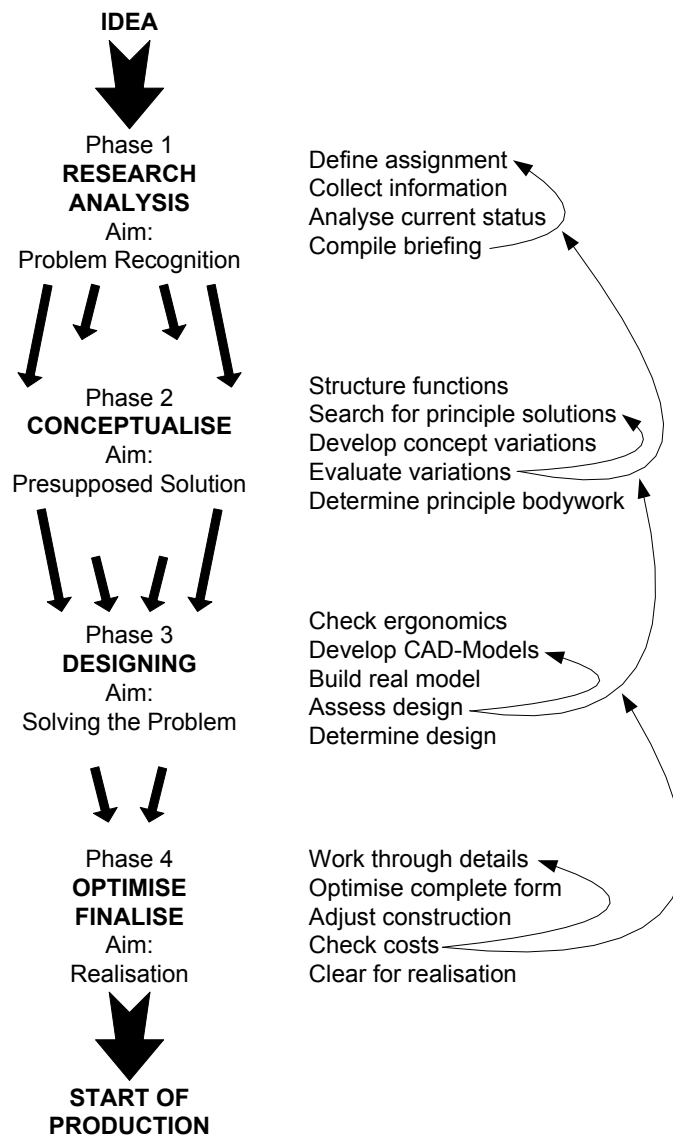 IDEA
Phase 1
RESEARCH
ANALYSIS
Aim:
Problem Recognition
Define assignment
Collect information
Analyse current status
Compile briefing
Phase 2
CONCEPTUALISE
Aim:
Presupposed Solution
Structure functions
Search for principle solutions
Develop concept variations
Evaluate variations
Determine principle bodywork
Phase 3
DESIGNING
Aim:
Solving the Problem
Check ergonomics
Develop CAD-Models
Build real model
Assess design
Determine design
Phase 4
OPTIMISE
FINALISE
Aim:
Realisation
Work through details
Optimise complete form
Adjust construction
Check costs
Clear for realisation
START OF
PRODUCTION